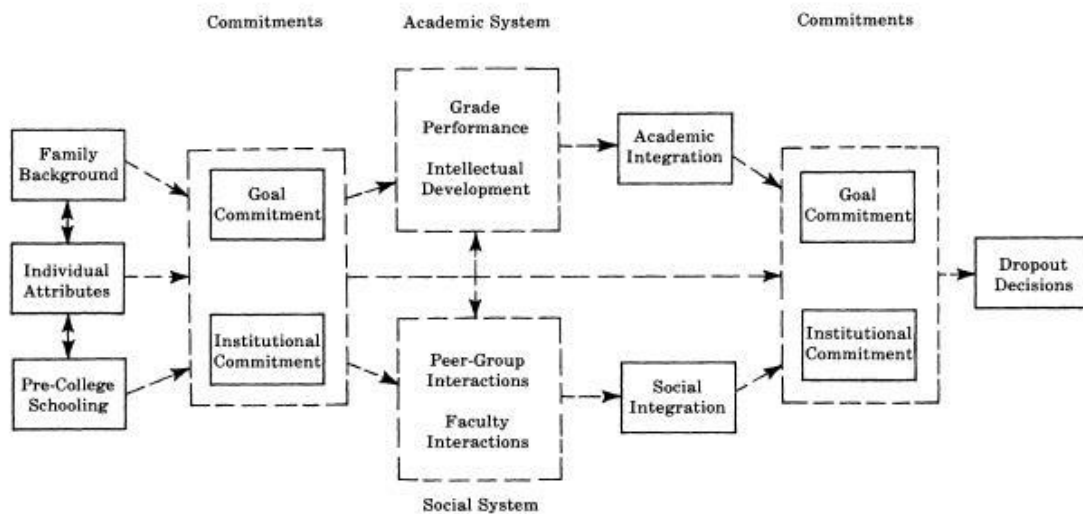 Commitments
Academic System
Commitments
Family
Background
Individual
Attributes
Pre-College
Schooling
Goal
Commitment
Institutional
Commitment
Grade
Performance
Intellectual
Development
Peer-Group
Interactions
Faculty
Interactions
Social System
Academic
Integration
Social
Integration
Goal
Commitment
Institutional
Commitment
Dropout
Decisions